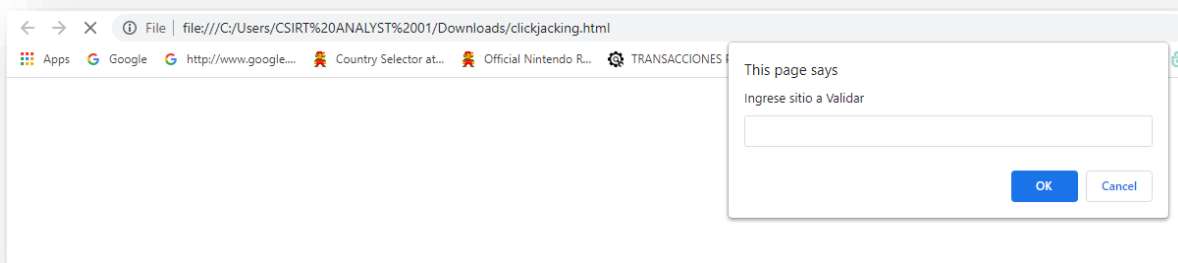 File | file:///C:/Users/CSIRT%20ANALYST%2001/Downloads/clickjacking.html
Apps Google http://www.google.... Country Selector at... Official Nintendo R... TRANSACCIONES
This page says
Ingrese sitio a Validar
OK Cancel